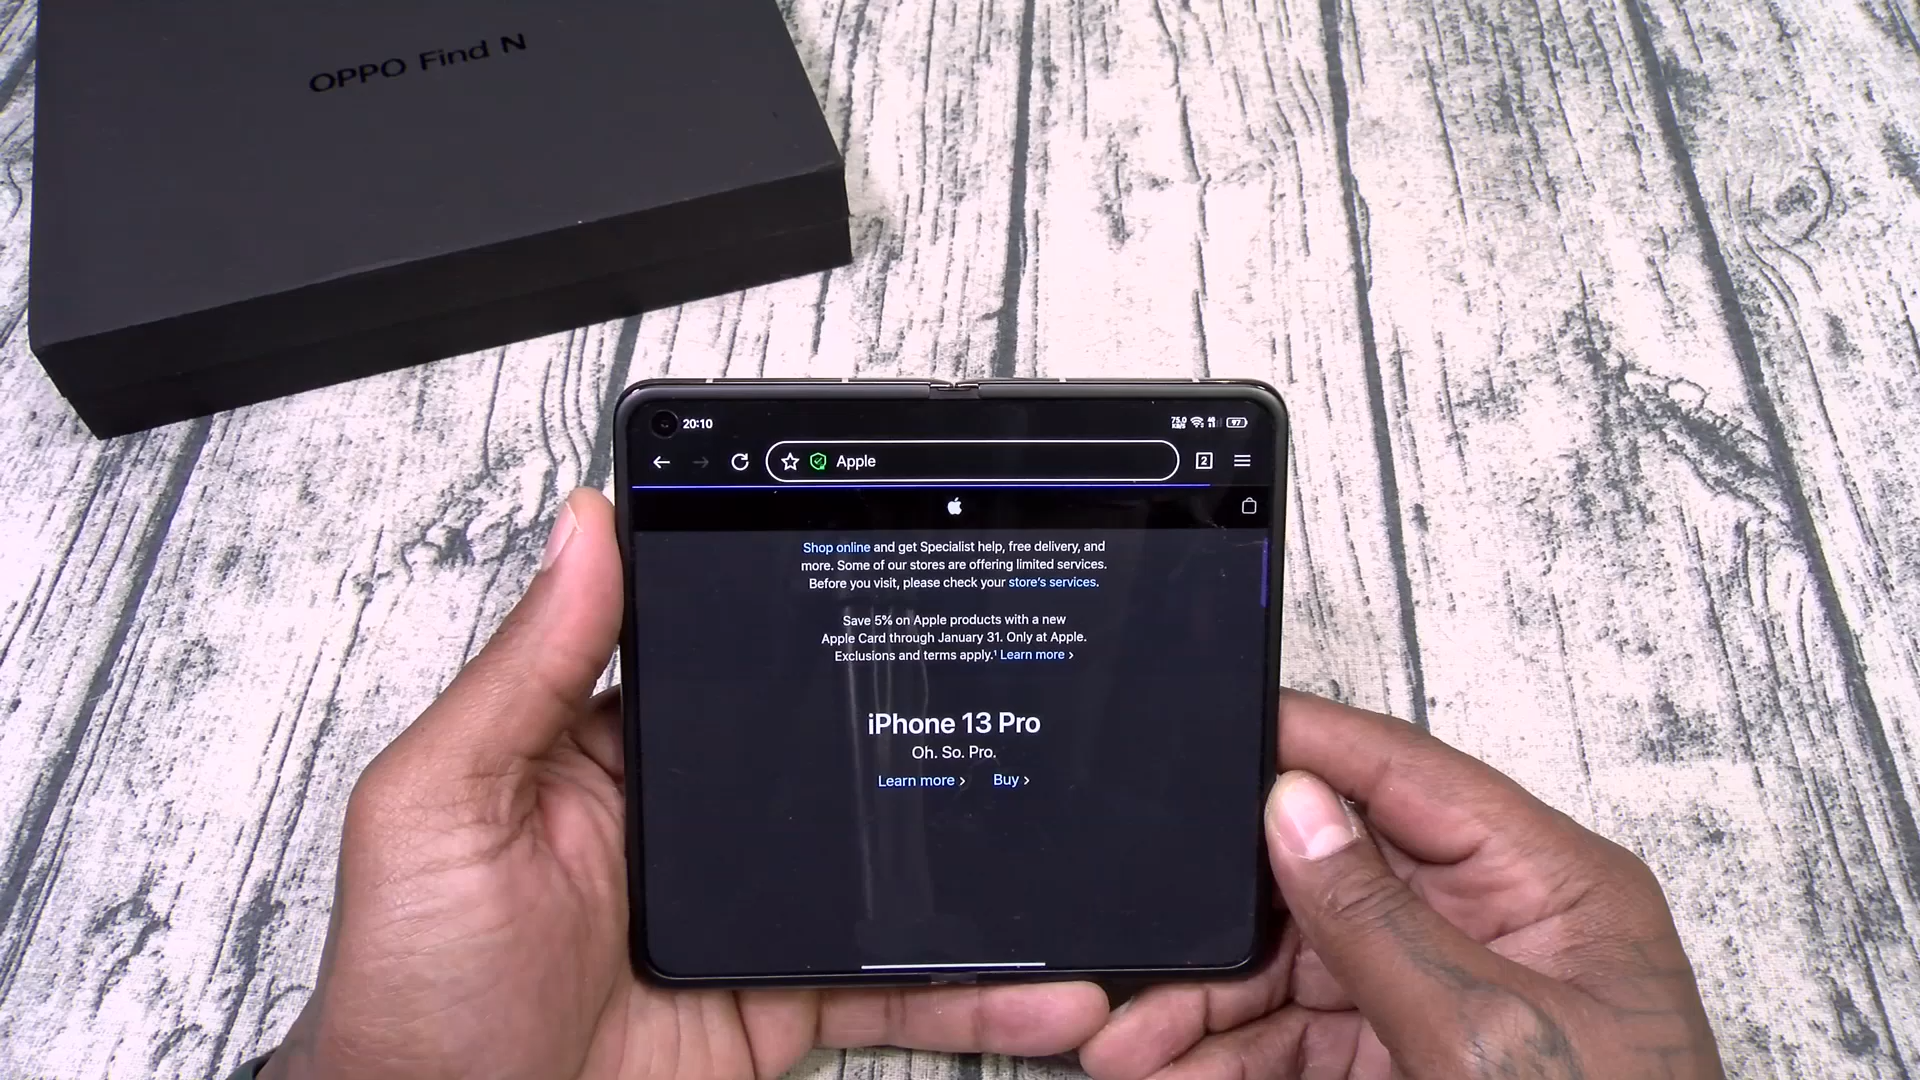 OPPO Find N
20:10
97
Apple
2
Shop online and get Specialist help, free delivery, and
more. Some of our stores are offering limited services.
Before you visit, please check your store's services.
Save 5% on Apple products with a new
Apple Card through January 31. Only at Apple.
Exclusions and terms apply.¹ Learn more >
iPhone 13 Pro
Oh. So. Pro.
Learn more > Buy >